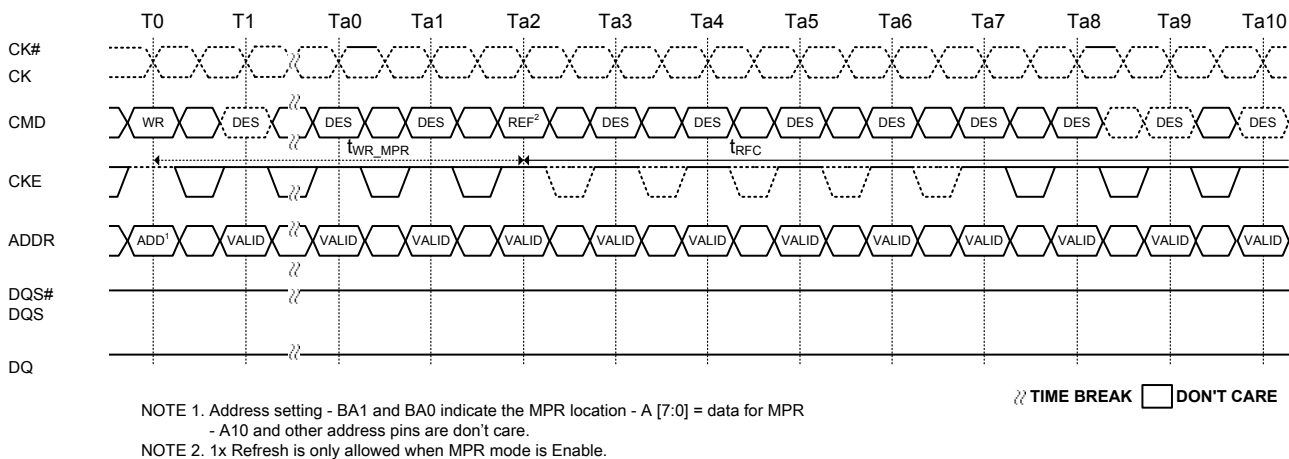 T0 T1 Ta0 Ta1 Ta2 Ta3 Ta4 Ta5 Ta6 Ta7 Ta8 Ta9 Ta10
CK#
CK
CMD WR DES DES DES REF² DES DES DES DES DES DES DES DES
tWR_MPR tRFC
CKE
ADDR ADD¹ VALID VALID VALID VALID VALID VALID VALID VALID VALID VALID VALID VALID
DQS#
DQS
DQ
TIME BREAK DON'T CARE
NOTE 1. Address setting - BA1 and BA0 indicate the MPR location - A [7:0] = data for MPR
- A10 and other address pins are don't care.
NOTE 2. 1x Refresh is only allowed when MPR mode is Enable.